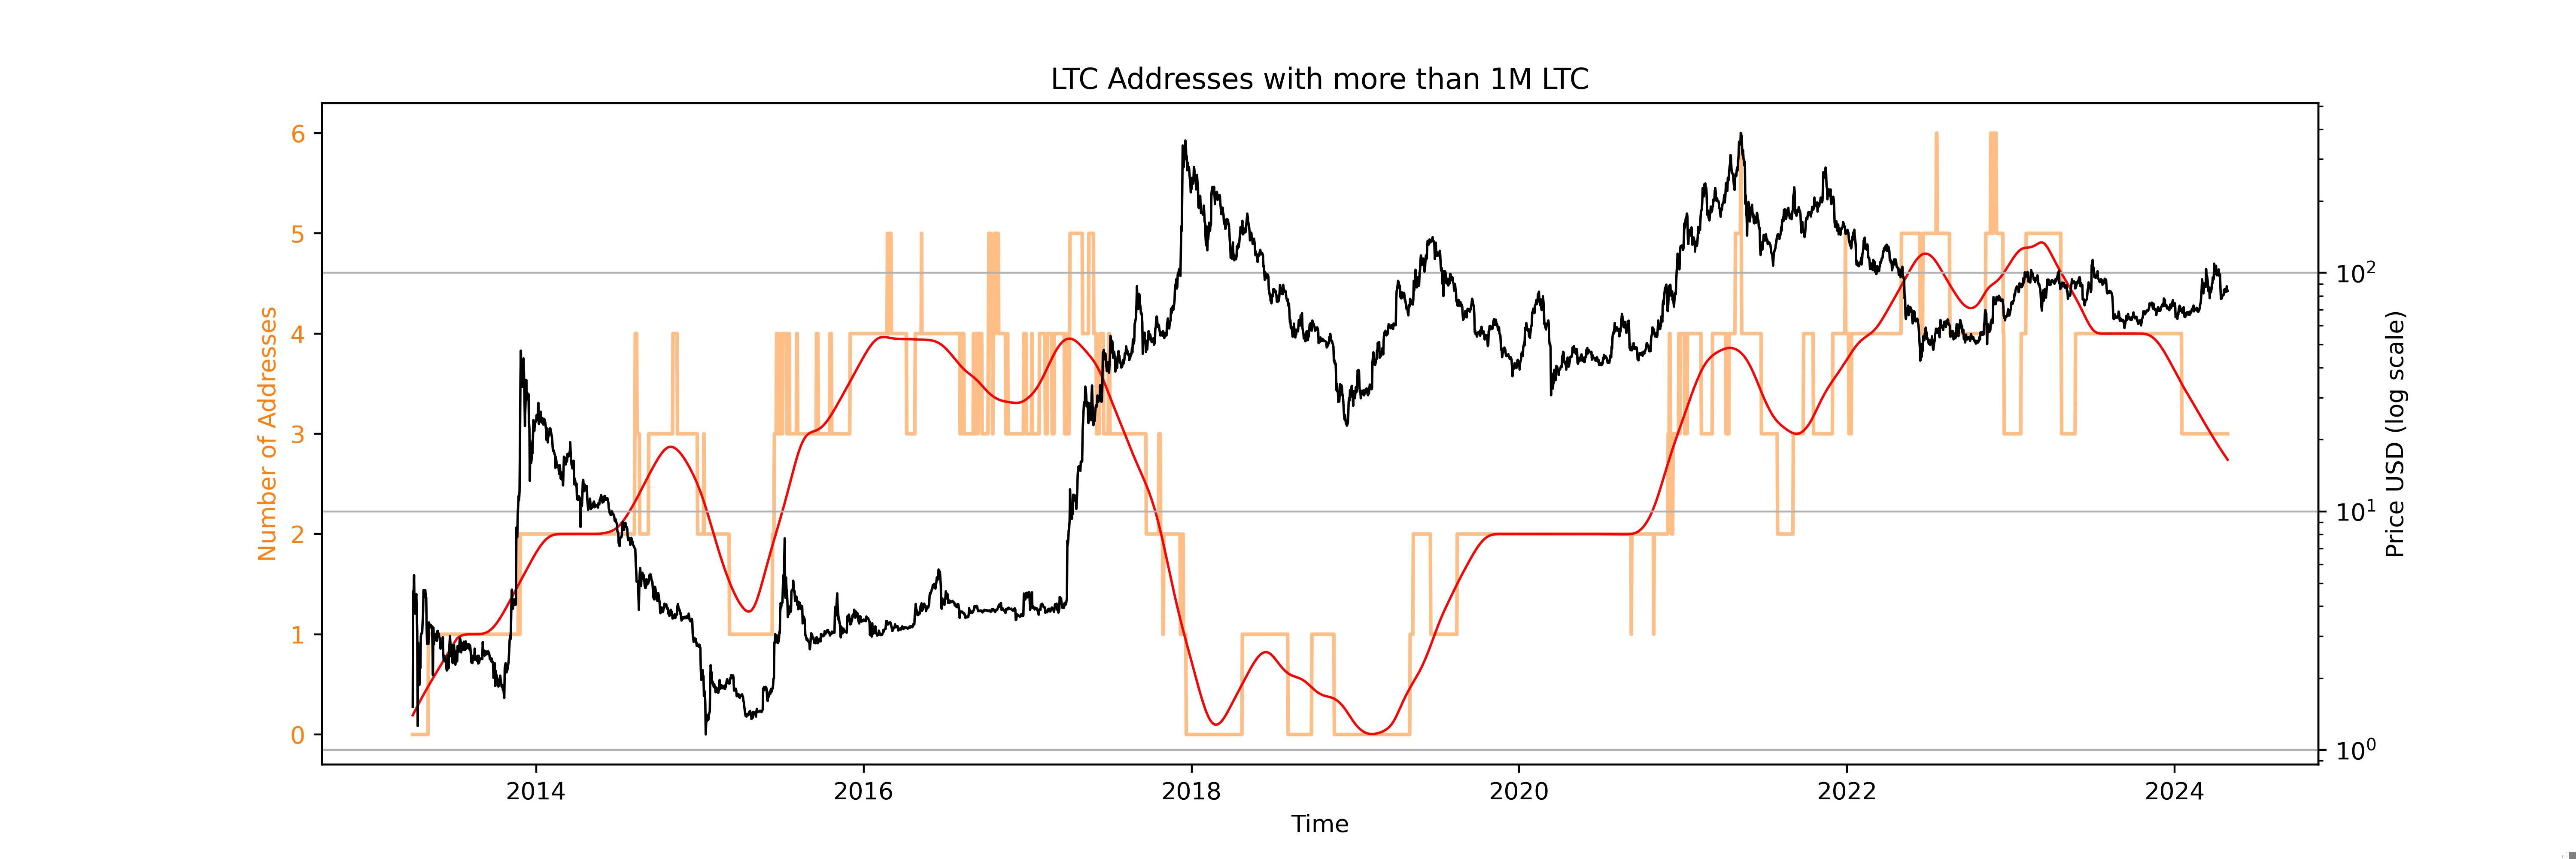 LTC Addresses with more than 1M LTC
6
5
4
3
2
1
0
Number of Addresses
10²
10¹
10⁰
Price USD (log scale)
2014 2016 2018 2020 2022 2024
Time